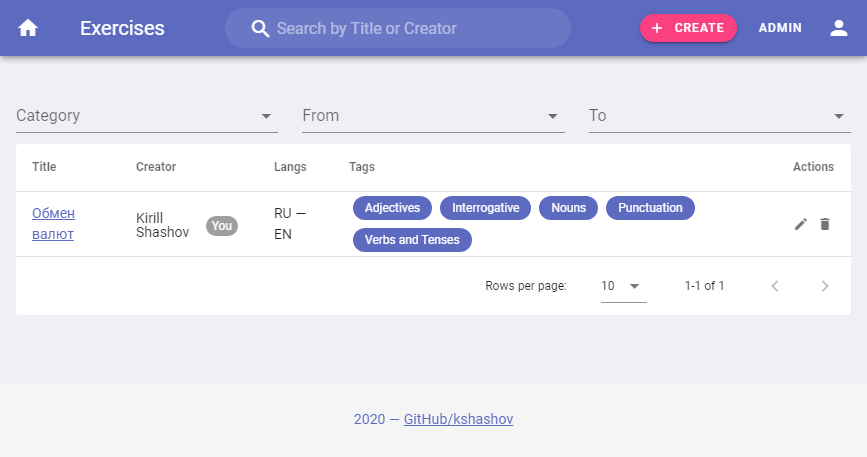 Exercises Search by Title or Creator + CREATE ADMIN
Category From To
Title Creator Langs Tags Actions
Обмен валют
Kirill Shashov
You
RU —
EN
Adjectives Interrogative Nouns Punctuation
Verbs and Tenses
Rows per page: 10 1-1 of 1
2020 — GitHub/kshashov